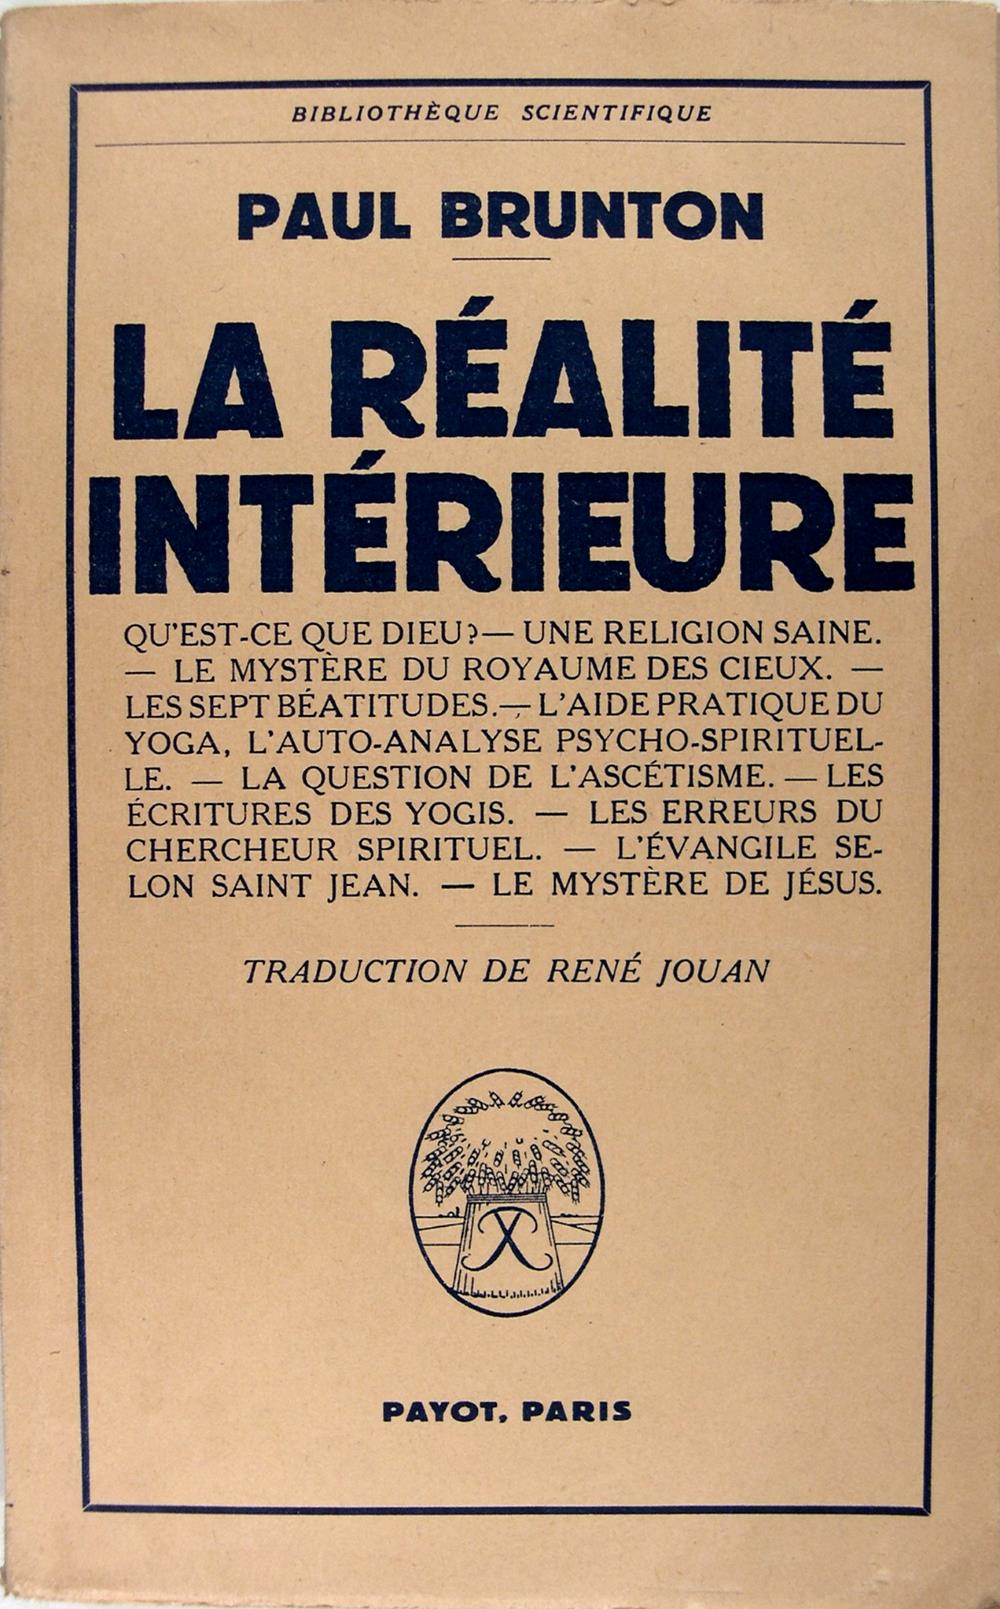 BIBLIOTHÈQUE SCIENTIFIQUE
PAUL BRUNTON
LA RÉALITÉ
INTÉRIEURE
QU'EST-CE QUE DIEU? — UNE RELIGION SAINE.
— LE MYSTÈRE DU ROYAUME DES CIEUX. —
LES SEPT BÉATITUDES. — L'AIDE PRATIQUE DU
YOGA, L'AUTO-ANALYSE PSYCHO-SPIRITUEL-
LE. — LA QUESTION DE L'ASCÉTISME. — LES
ÉCRITURES DES YOGIS. — LES ERREURS DU
CHERCHEUR SPIRITUEL. — L'ÉVANGILE SE-
LON SAINT JEAN. — LE MYSTÈRE DE JÉSUS.
TRADUCTION DE RENÉ JOUAN
PAYOT, PARIS